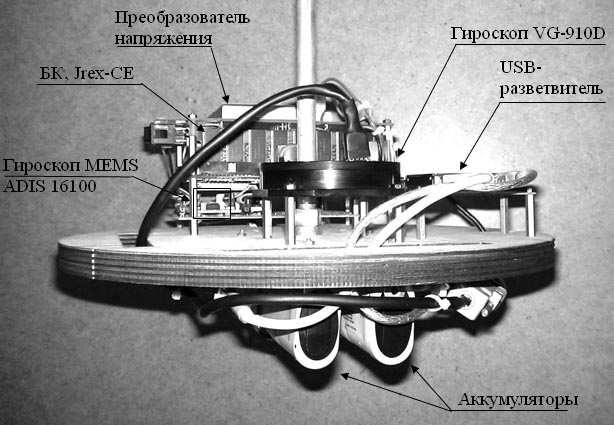 Преобразователь
напряжения
Гироскоп VG-910D
БК, Jrex-CE
USB-
разветвитель
Гироскоп MEMS
ADIS 16100
Аккумуляторы